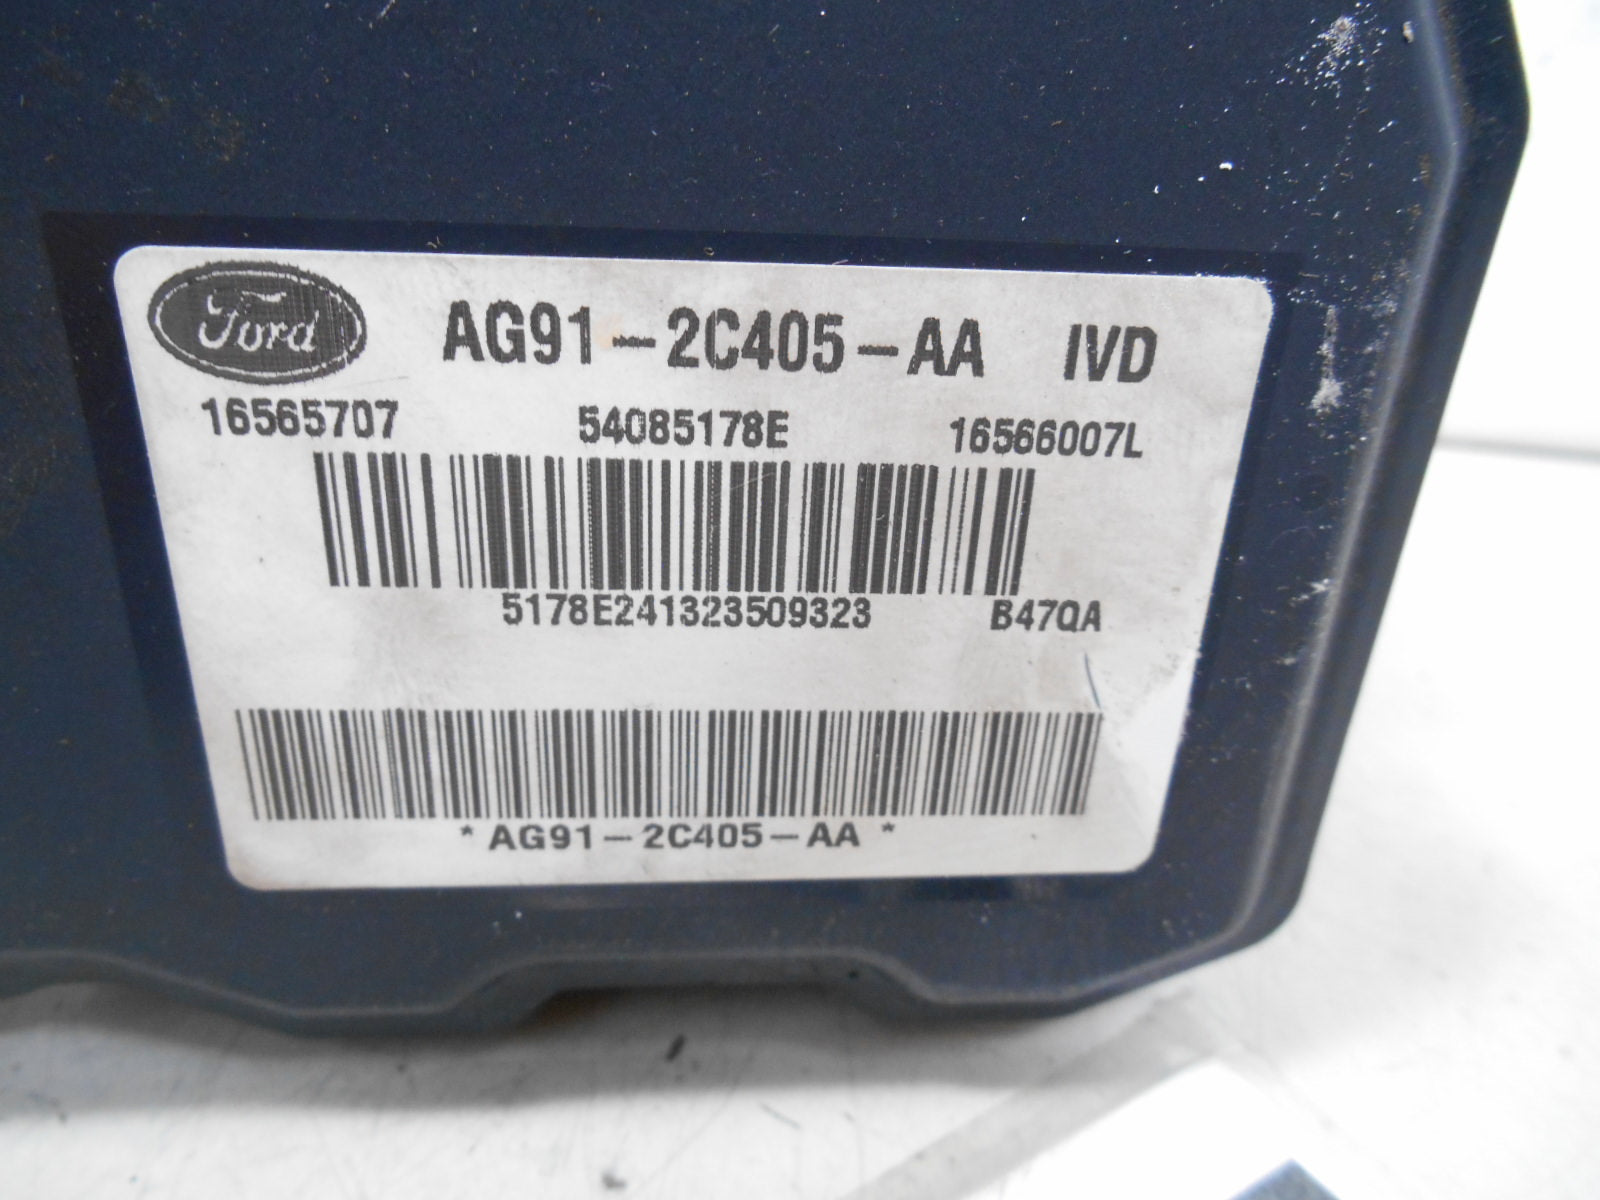 Ford AG91-2C405-AA IVD
16565707 54085178E 16566007L
5178E241323509323 B47QA
* AG91-2C405-AA *